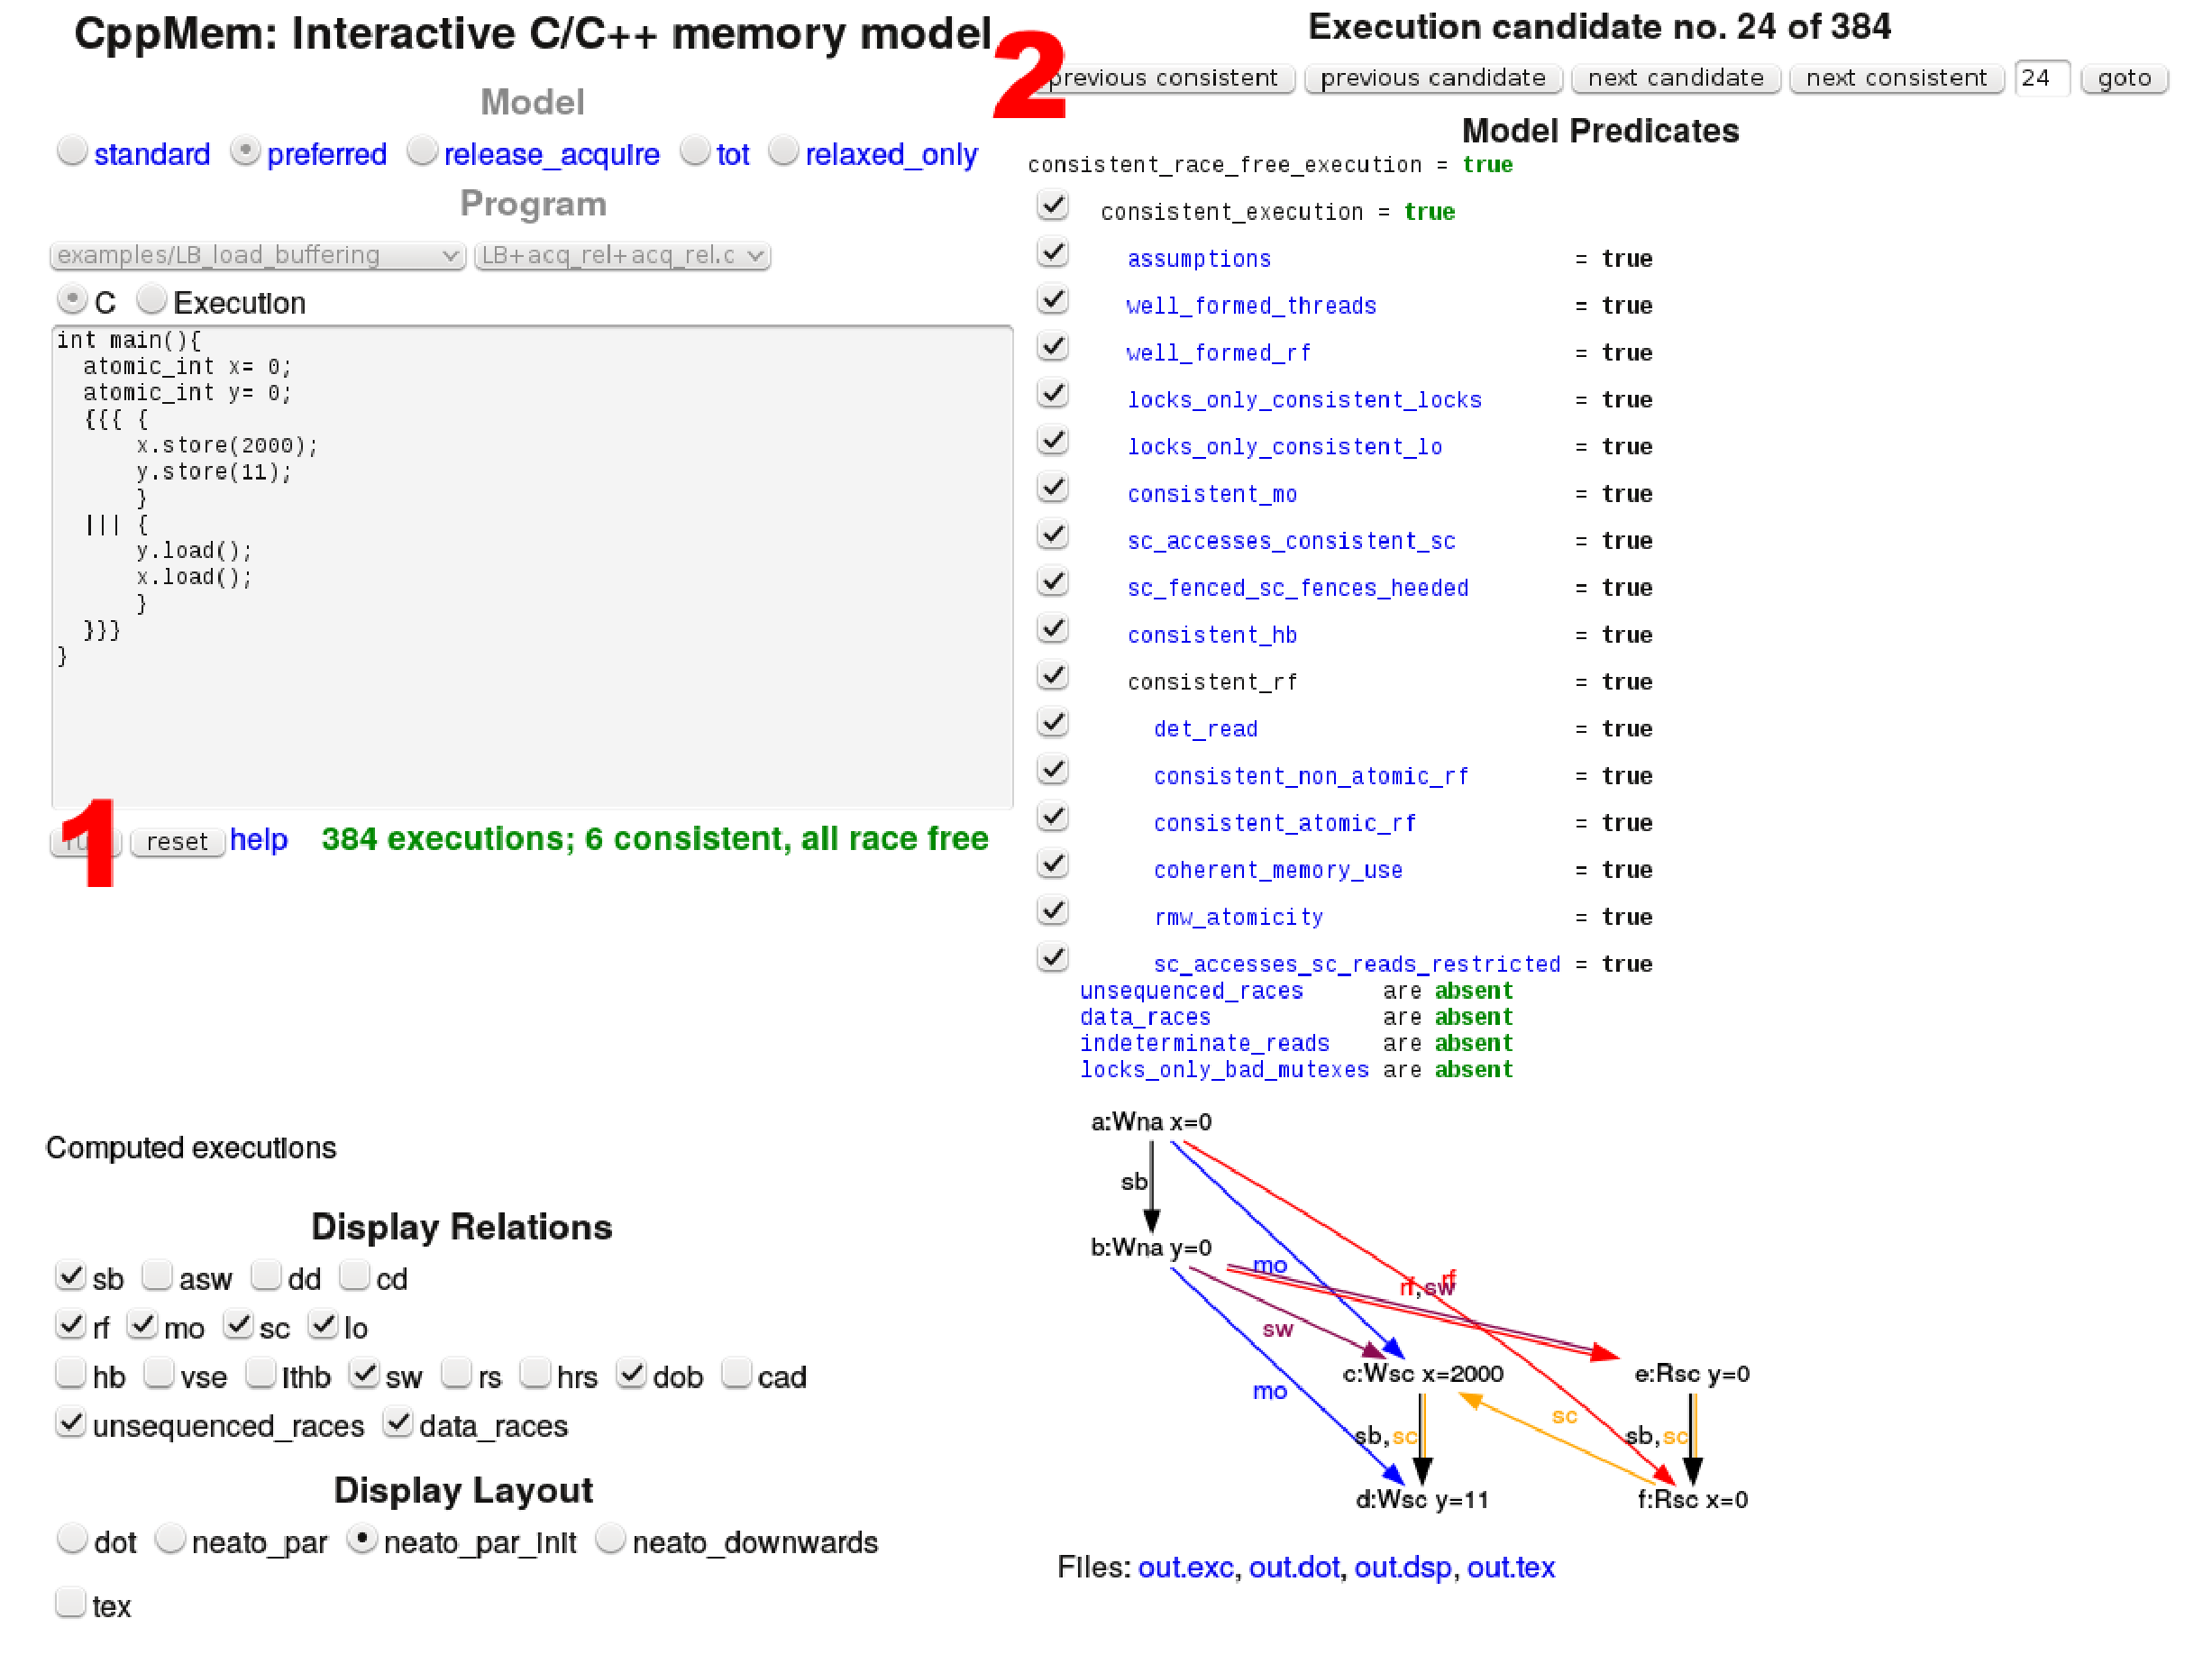 CppMem: Interactive C/C++ memory model
Model
standard preferred release_acquire tot relaxed_only
Program
examples/LB_load_buffering LB+acq_rel+acq_rel.c
C Execution
int main(){
atomic_int x= 0;
atomic_int y= 0;
{{{ {
x.store(2000);
y.store(11);
}
||| {
y.load();
x.load();
}
}}}
}
1
reset help 384 executions; 6 consistent, all race free
Computed executions
Display Relations
sb asw dd cd
rf mo sc lo
hb vse lthb sw rs hrs dob cad
unsequenced_races data_races
Display Layout
dot neato_par neato_par_init neato_downwards
tex
2
Execution candidate no. 24 of 384
previous consistent previous candidate next candidate next consistent 24 goto
Model Predicates
consistent_race_free_execution = true
consistent_execution = true
assumptions = true
well_formed_threads = true
well_formed_rf = true
locks_only_consistent_locks = true
locks_only_consistent_lo = true
consistent_mo = true
sc_accesses_consistent_sc = true
sc_fenced_sc_fences_heeded = true
consistent_hb = true
consistent_rf = true
det_read = true
consistent_non_atomic_rf = true
consistent_atomic_rf = true
coherent_memory_use = true
rmw_atomicity = true
sc_accesses_sc_reads_restricted = true
unsequenced_races are absent
data_races are absent
indeterminate_reads are absent
locks_only_bad_mutexes are absent
a:Wna x=0
sb
b:Wna y=0
mo
rf
rf,sw
sw
c:Wsc x=2000 e:Rsc y=0
mo
sc
sb,sc sb,sc
d:Wsc y=11 f:Rsc x=0
Files: out.exc, out.dot, out.dsp, out.tex